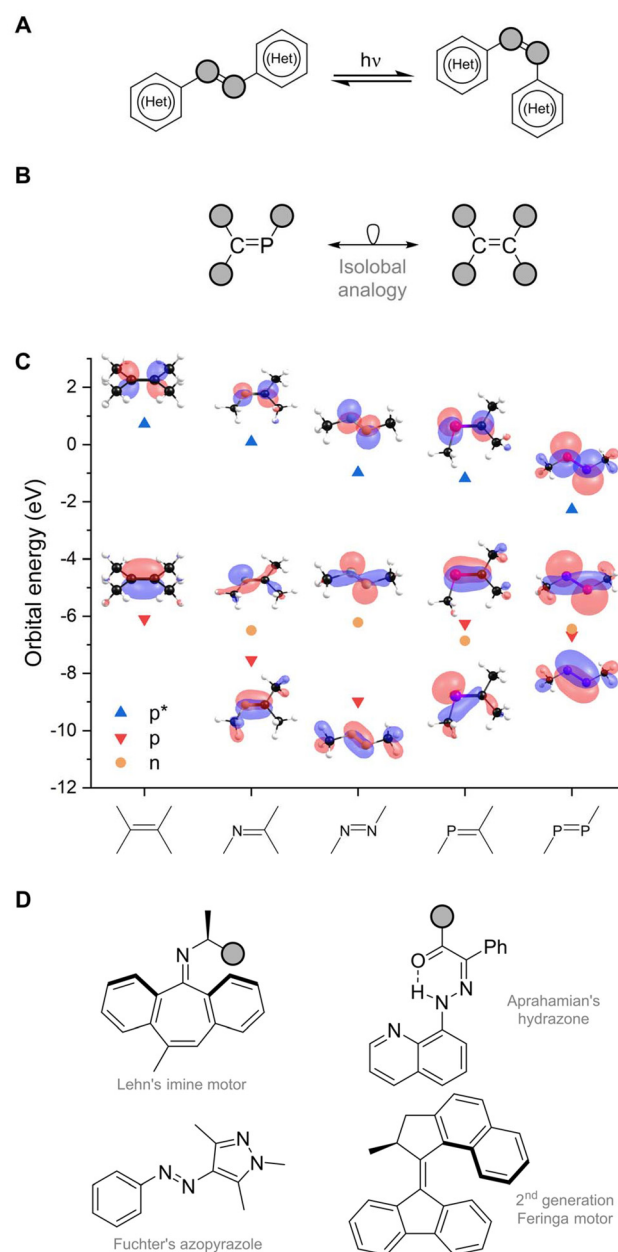 A
(Het)
(Het)
hν
(Het)
(Het)
B
C=P
Isolobal
analogy
C=C
C
Orbital energy (eV)
2
0
-2
-4
-6
-8
-10
-12
p*
p
n
N
N=N
P
P=P
D
N
Lehn's imine motor
O
Ph
H
N
N
N
Aprahamian's
hydrazone
N
N
N
N
Fuchter's azopyrazole
2nd generation
Feringa motor